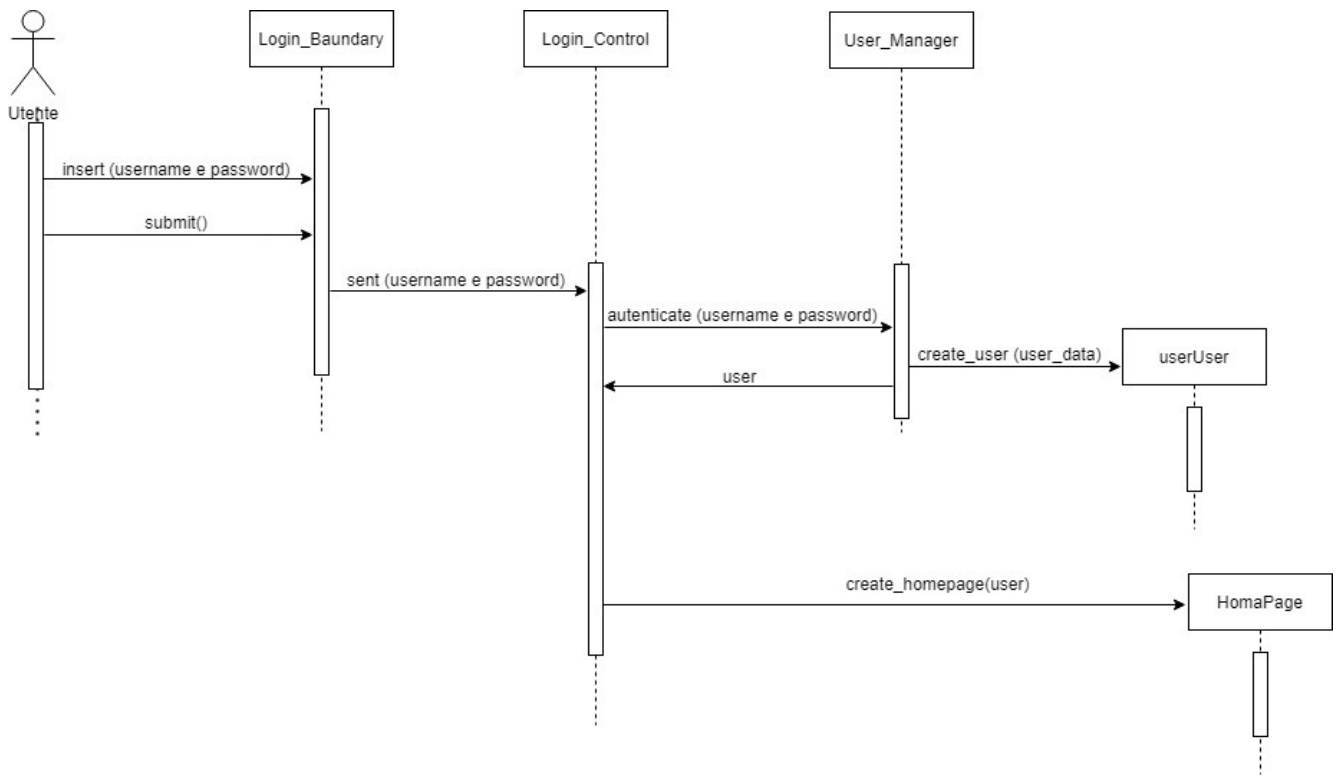 Login_Baundary
Login_Control
User_Manager
Utente
insert (username e password)
submit()
sent (username e password)
autenticate (username e password)
create_user (user_data)
userUser
user
create_homepage(user)
HomaPage